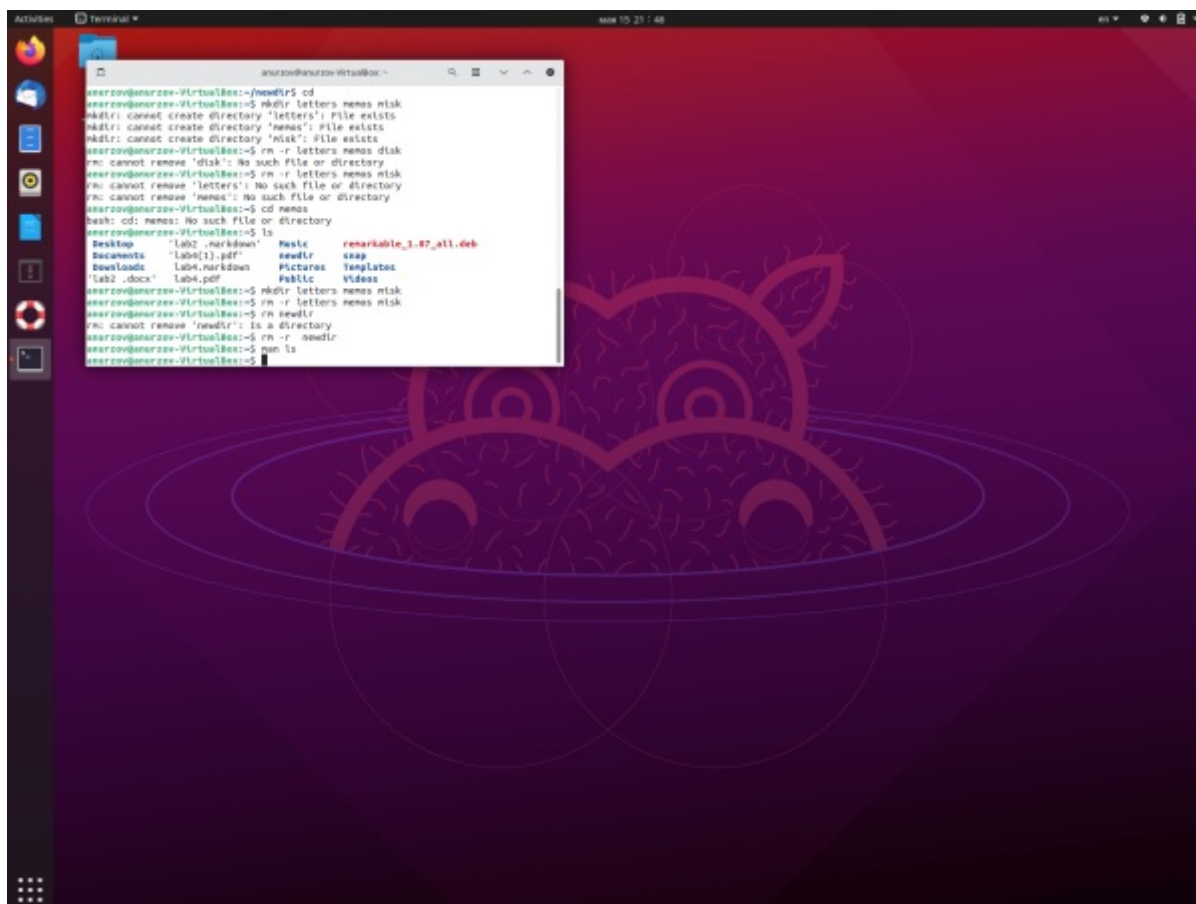 Activities Terminal мая 15 21:46 en
anurzov@anurzov-VirtualBox: ~
anurzov@anurzov-VirtualBox:~/newdir$ cd
anurzov@anurzov-VirtualBox:~$ mkdir letters memos misk
mkdir: cannot create directory 'letters': File exists
mkdir: cannot create directory 'memos': File exists
mkdir: cannot create directory 'misk': File exists
anurzov@anurzov-VirtualBox:~$ rm -r letters memos disk
rm: cannot remove 'disk': No such file or directory
anurzov@anurzov-VirtualBox:~$ rm -r letters memos misk
rm: cannot remove 'letters': No such file or directory
rm: cannot remove 'memos': No such file or directory
anurzov@anurzov-VirtualBox:~$ cd memos
bash: cd: memos: No such file or directory
anurzov@anurzov-VirtualBox:~$ ls
Desktop 'lab2 .markdown' Music remarkable_1.87_all.deb
Documents 'lab4[1].pdf' newdir snap
Downloads lab4.markdown Pictures Templates
'lab2 .docx' lab4.pdf Public Videos
anurzov@anurzov-VirtualBox:~$ mkdir letters memos misk
anurzov@anurzov-VirtualBox:~$ rm -r letters memos misk
anurzov@anurzov-VirtualBox:~$ rm newdir
rm: cannot remove 'newdir': Is a directory
anurzov@anurzov-VirtualBox:~$ rm -r  newdir
anurzov@anurzov-VirtualBox:~$ man ls
anurzov@anurzov-VirtualBox:~$